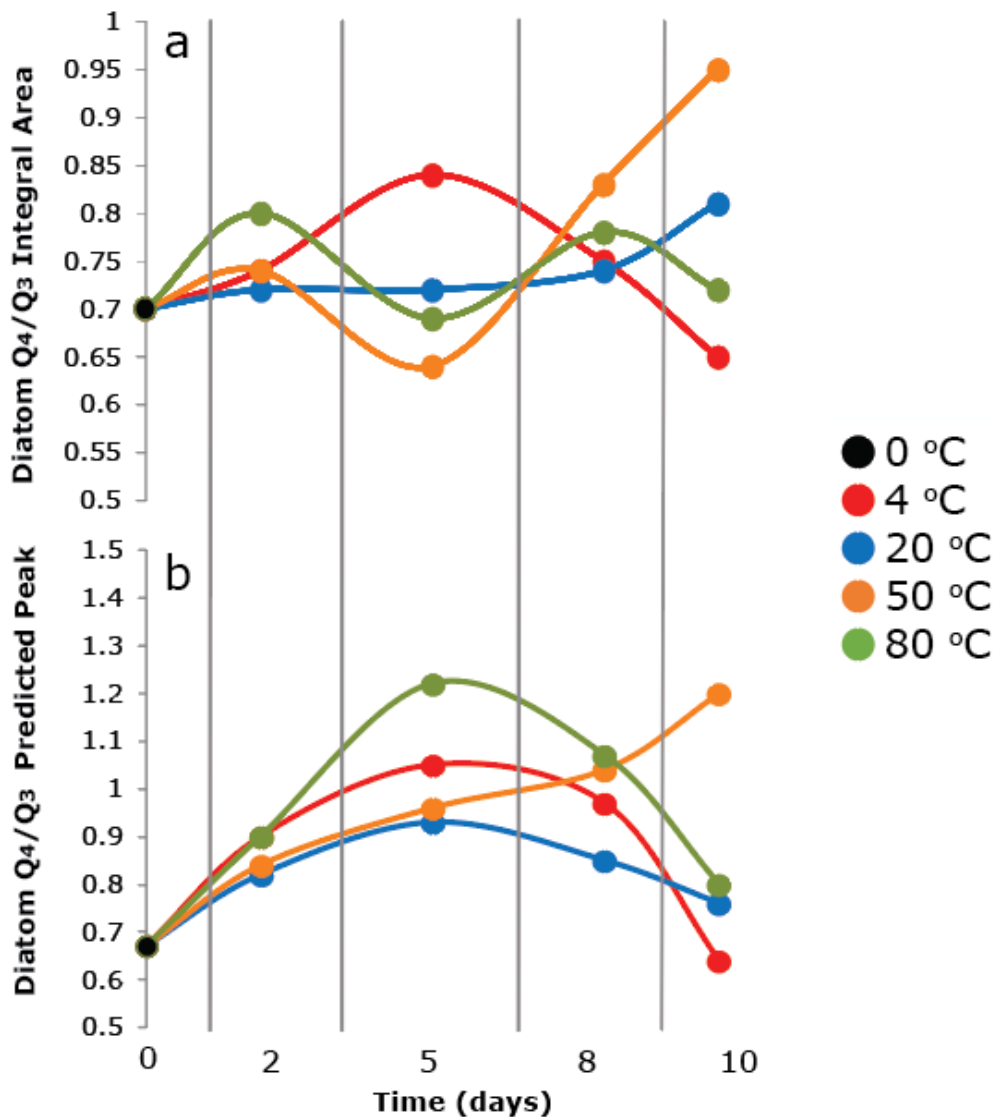 a
Diatom Q4/Q3 Integral Area
1
0.95
0.9
0.85
0.8
0.75
0.7
0.65
0.6
0.55
0.5
b
Diatom Q4/Q3 Predicted Peak
1.5
1.4
1.3
1.2
1.1
1
0.9
0.8
0.7
0.6
0.5
0 2 5 8 10
Time (days)
0 ºC
4 ºC
20 ºC
50 ºC
80 ºC